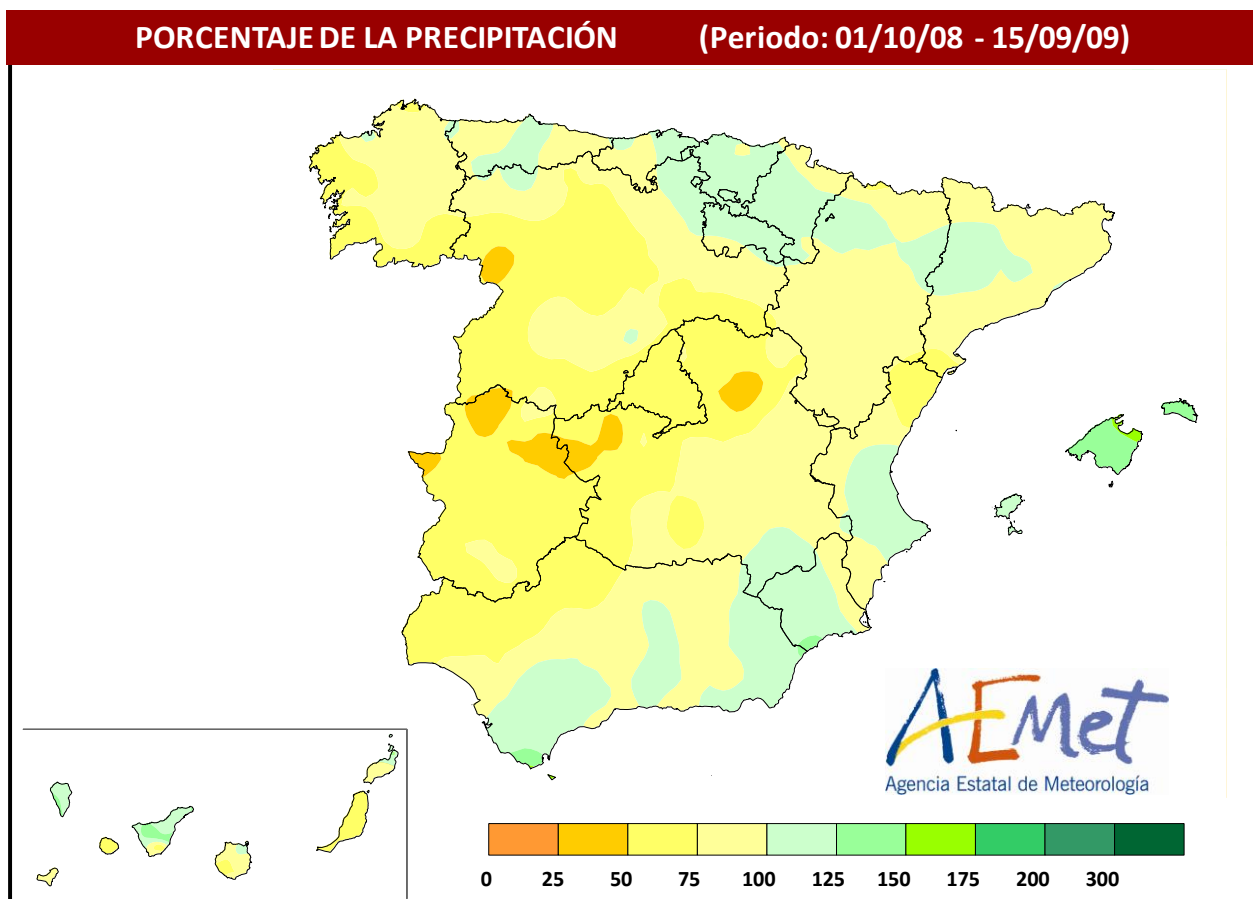 PORCENTAJE DE LA PRECIPITACIÓN (Periodo: 01/10/08 - 15/09/09)
AEMet
Agencia Estatal de Meteorología
0 25 50 75 100 125 150 175 200 300